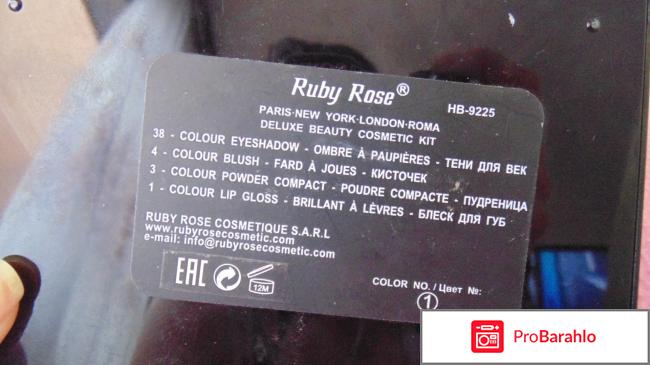 Ruby Rose®
HB-9225
PARIS-NEW YORK-LONDON-ROMA
DELUXE BEAUTY COSMETIC KIT
38 - COLOUR EYESHADOW - OMBRE À PAUPIÈRES - ТЕНИ ДЛЯ ВЕК
4 - COLOUR BLUSH - FARD À JOUES - КИСТОЧЕК
3 - COLOUR POWDER COMPACT - POUDRE COMPACTE - ПУДРЕНИЦА
1 - COLOUR LIP GLOSS - BRILLANT À LÈVRES - БЛЕСК ДЛЯ ГУБ
RUBY ROSE COSMETIQUE S.A.R.L
www.rubyrosecosmetic.com
e-mail: info@rubyrosecosmetic.com
EAC
12M
COLOR NO./Цвет №:
1
ProBarahlo